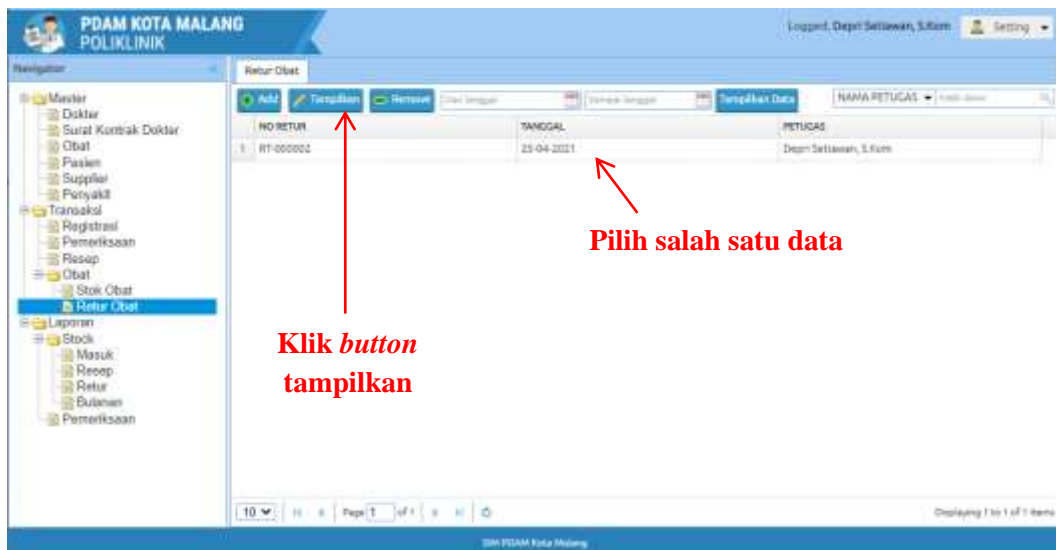 PDAM KOTA MALANG
POLIKLINIK
Logged. Depri Setiawan, S.Kom
Setting
Navigator
Retur Obat
Master
Dokter
Surat Kontrak Dokter
Obat
Pasien
Supplier
Penyakit
Transaksi
Registrasi
Pemeriksaan
Resep
Obat
Stok Obat
Retur Obat
Laporan
Stock
Masuk
Resep
Retur
Bulanan
Pemeriksaan
Add Tampilkan Remove Tampilkan Data NAMA PETUGAS
NO RETUR TANGGAL PETUGAS
1 RT-000002 25-04-2021 Depri Setiawan, S.Kom
Pilih salah satu data
Klik button
tampilkan
10 Page 1 of 1 Displaying 1 to 1 of 1 items
SIM PDAM Kota Malang